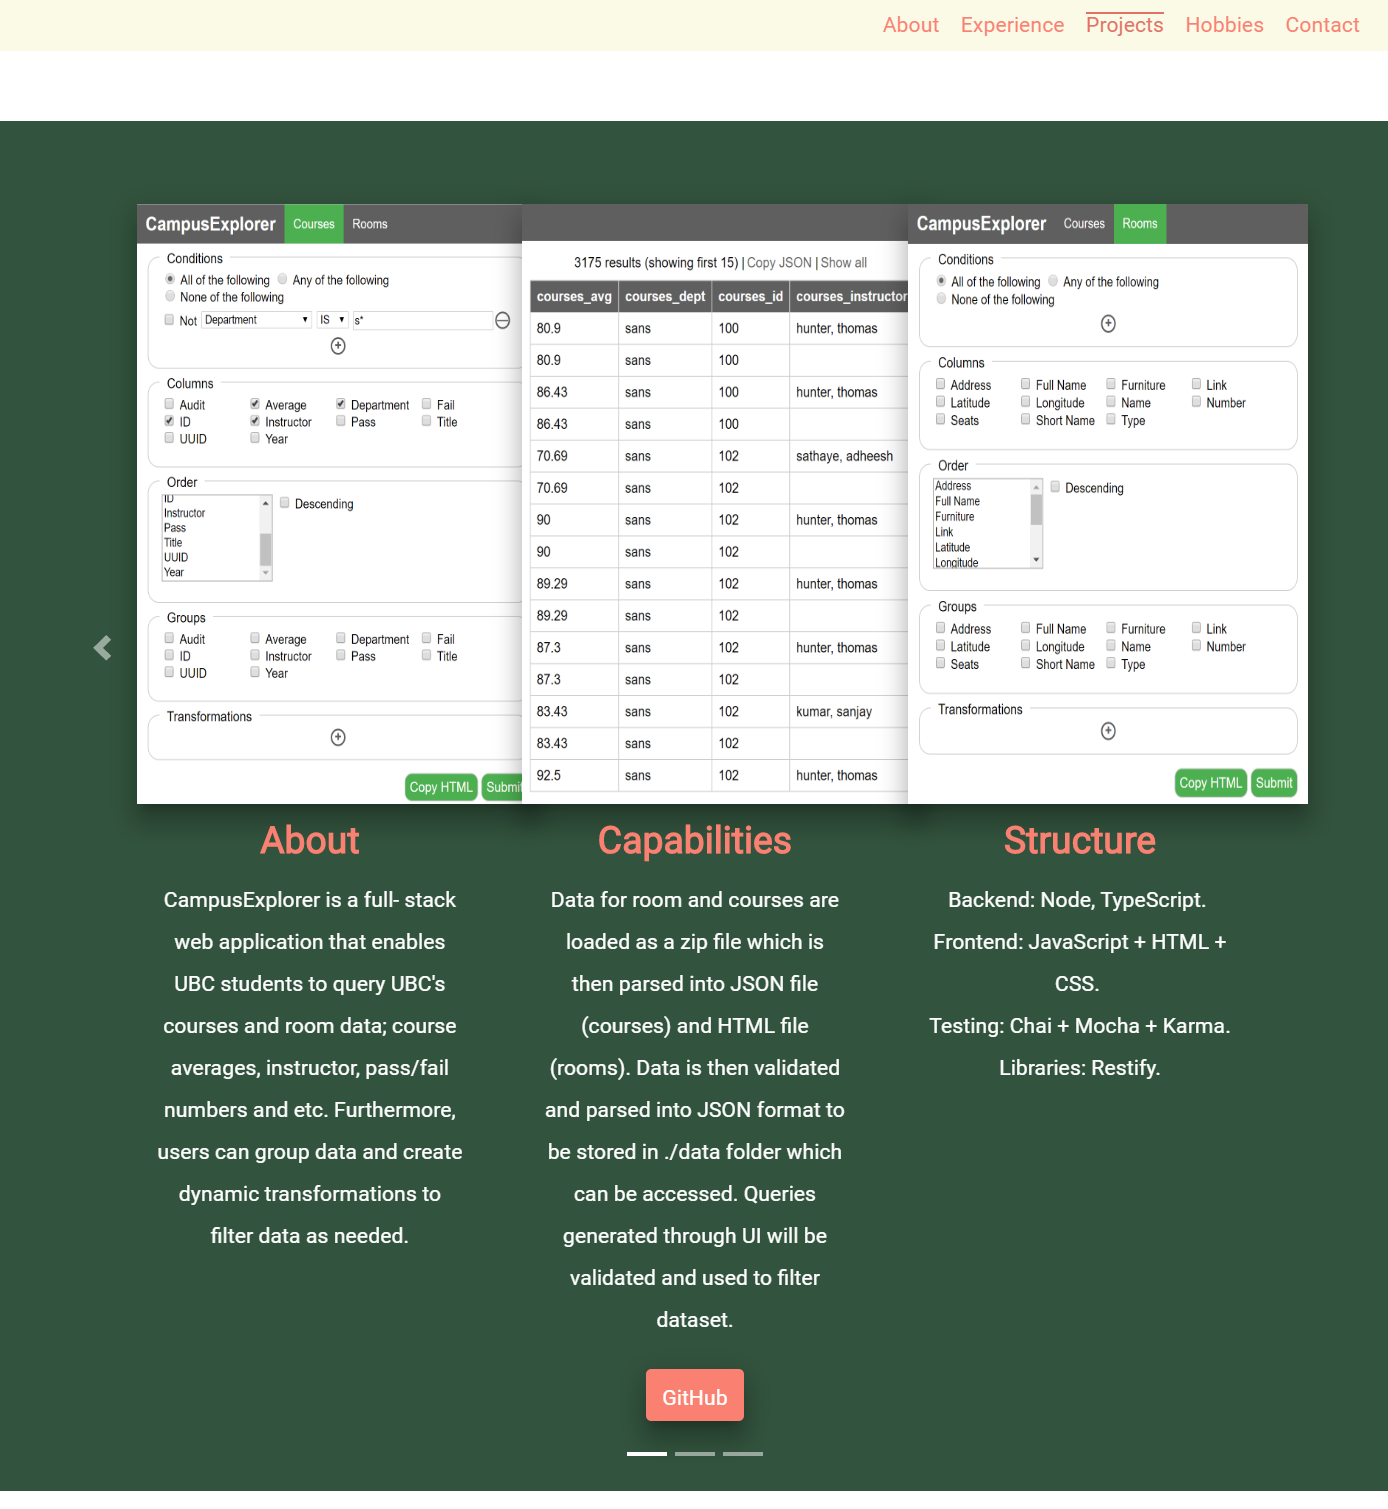 About Experience Projects Hobbies Contact
CampusExplorer Courses Rooms
Conditions
All of the following Any of the following
None of the following
Not Department IS s*
Columns
Audit Average Department Fail
ID Instructor Pass Title
UUID Year
Order
ID
Instructor
Pass
Title
UUID
Year
Descending
Groups
Audit Average Department Fail
ID Instructor Pass Title
UUID Year
Transformations
Copy HTML Submit
3175 results (showing first 15) | Copy JSON | Show all
courses_avg courses_dept courses_id courses_instructor
80.9 sans 100 hunter, thomas
80.9 sans 100
86.43 sans 100 hunter, thomas
86.43 sans 100
70.69 sans 102 sathaye, adheesh
70.69 sans 102
90 sans 102 hunter, thomas
90 sans 102
89.29 sans 102 hunter, thomas
89.29 sans 102
87.3 sans 102 hunter, thomas
87.3 sans 102
83.43 sans 102 kumar, sanjay
83.43 sans 102
92.5 sans 102 hunter, thomas
CampusExplorer Courses Rooms
Conditions
All of the following Any of the following
None of the following
Columns
Address Full Name Furniture Link
Latitude Longitude Name Number
Seats Short Name Type
Order
Address
Full Name
Furniture
Link
Latitude
Longitude
Descending
Groups
Address Full Name Furniture Link
Latitude Longitude Name Number
Seats Short Name Type
Transformations
Copy HTML Submit
About
CampusExplorer is a full- stack
web application that enables
UBC students to query UBC's
courses and room data; course
averages, instructor, pass/fail
numbers and etc. Furthermore,
users can group data and create
dynamic transformations to
filter data as needed.
Capabilities
Data for room and courses are
loaded as a zip file which is
then parsed into JSON file
(courses) and HTML file
(rooms). Data is then validated
and parsed into JSON format to
be stored in ./data folder which
can be accessed. Queries
generated through UI will be
validated and used to filter
dataset.
Structure
Backend: Node, TypeScript.
Frontend: JavaScript + HTML +
CSS.
Testing: Chai + Mocha + Karma.
Libraries: Restify.
GitHub